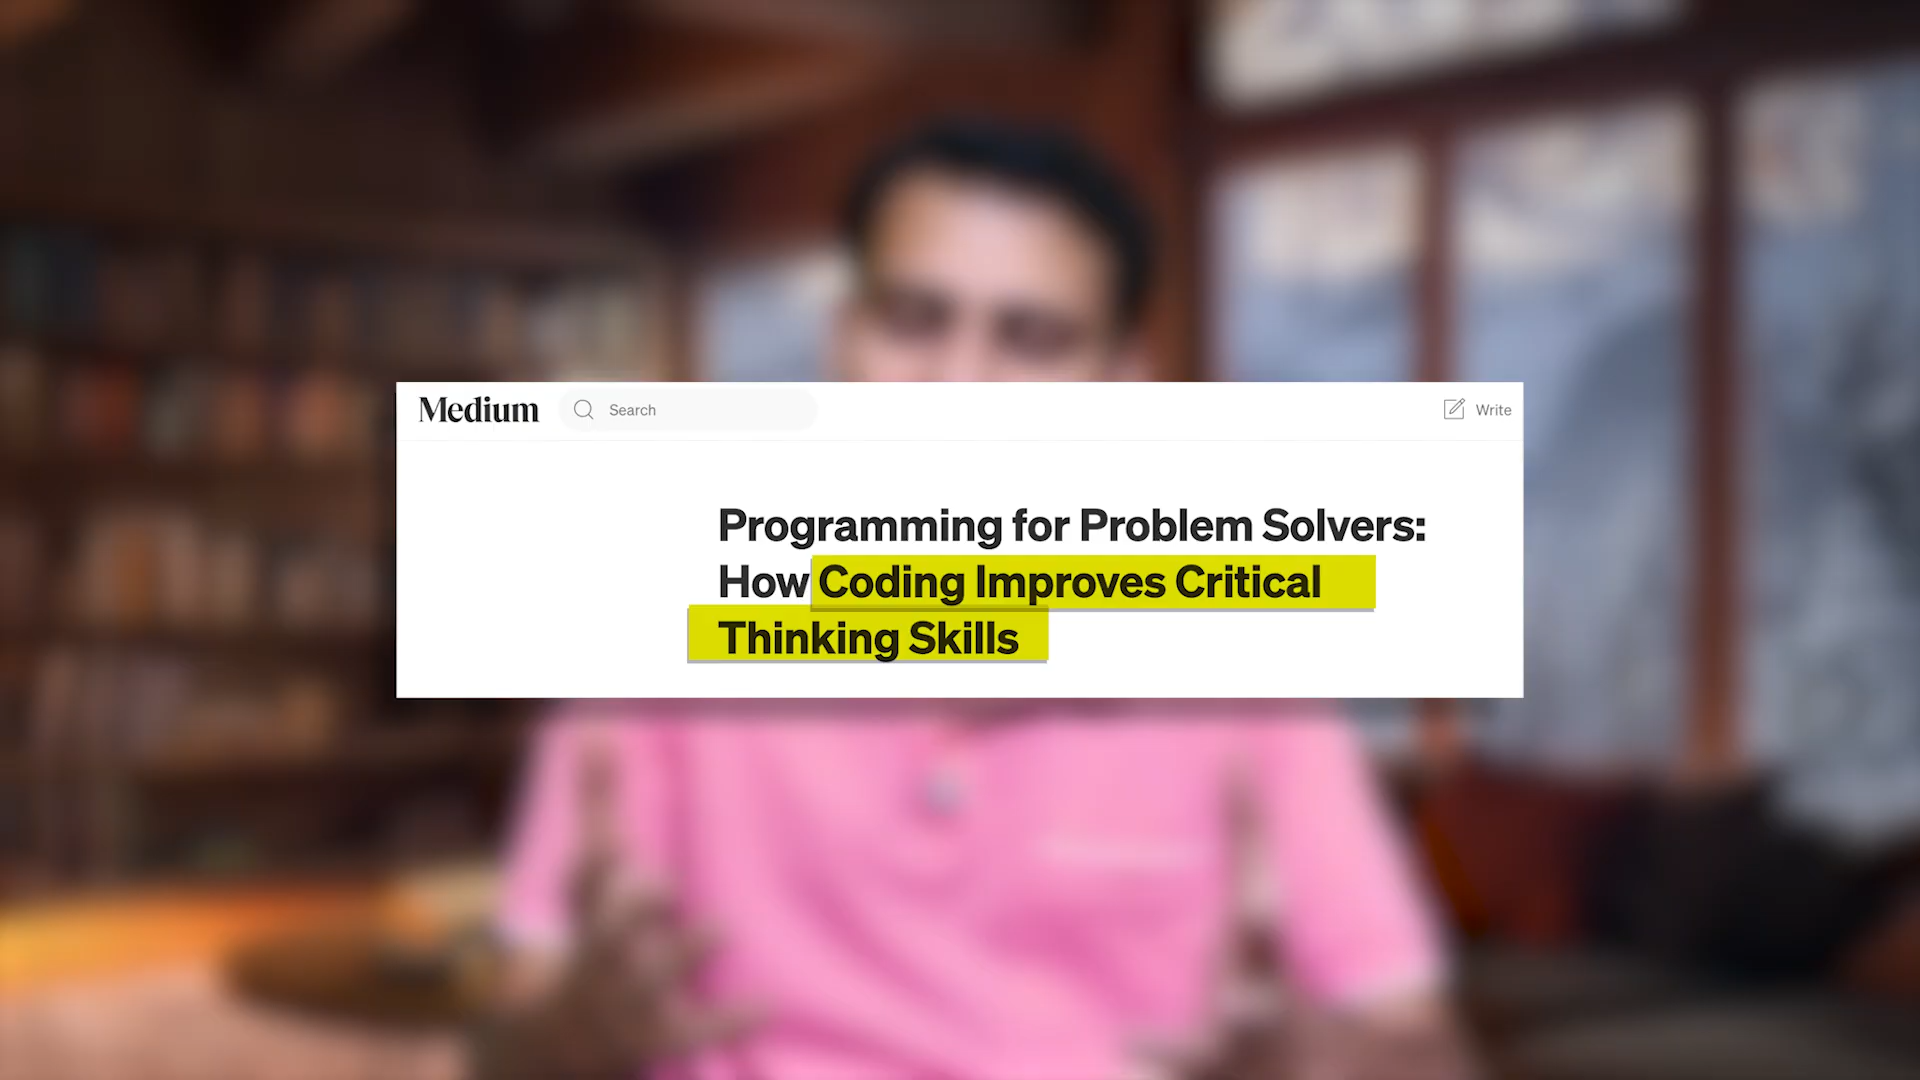 Medium
Search
Write
Programming for Problem Solvers:
How Coding Improves Critical
Thinking Skills